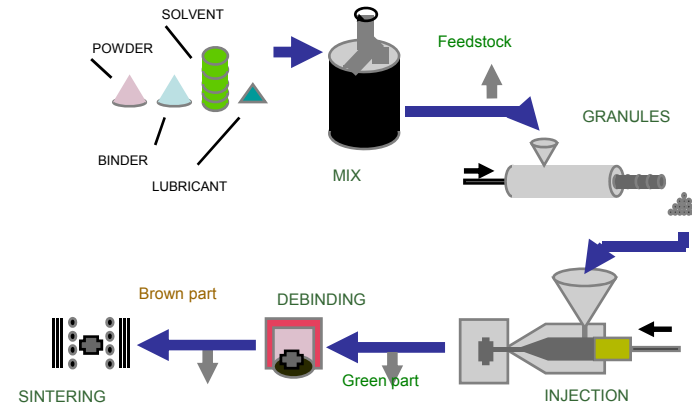 SOLVENT
POWDER
BINDER
LUBRICANT
MIX
Feedstock
GRANULES
Brown part
DEBINDING
Green part
SINTERING
INJECTION